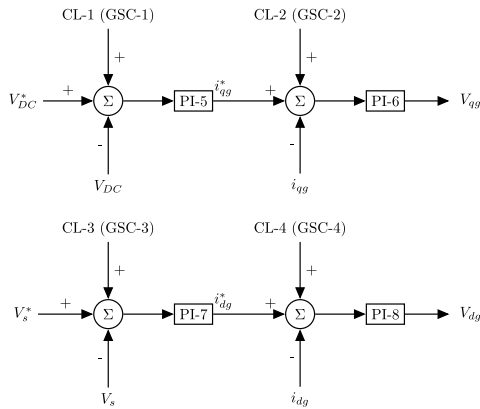 CL-1 (GSC-1) CL-2 (GSC-2)
+ +
V*DC + Σ PI-5 i*qg + Σ PI-6 Vqg
- -
VDC iqg
CL-3 (GSC-3) CL-4 (GSC-4)
+ +
V*s + Σ PI-7 i*dg + Σ PI-8 Vdg
- -
Vs idg